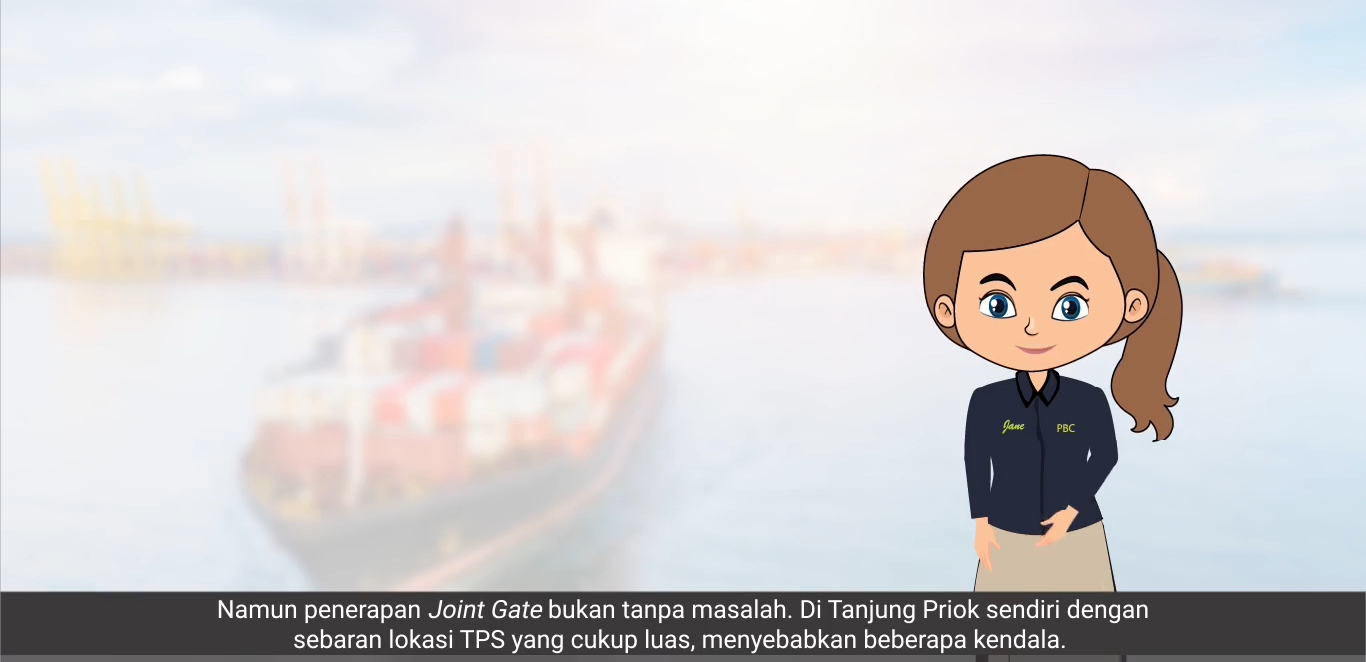 Jane PBC
Namun penerapan Joint Gate bukan tanpa masalah. Di Tanjung Priok sendiri dengan
sebaran lokasi TPS yang cukup luas, menyebabkan beberapa kendala.